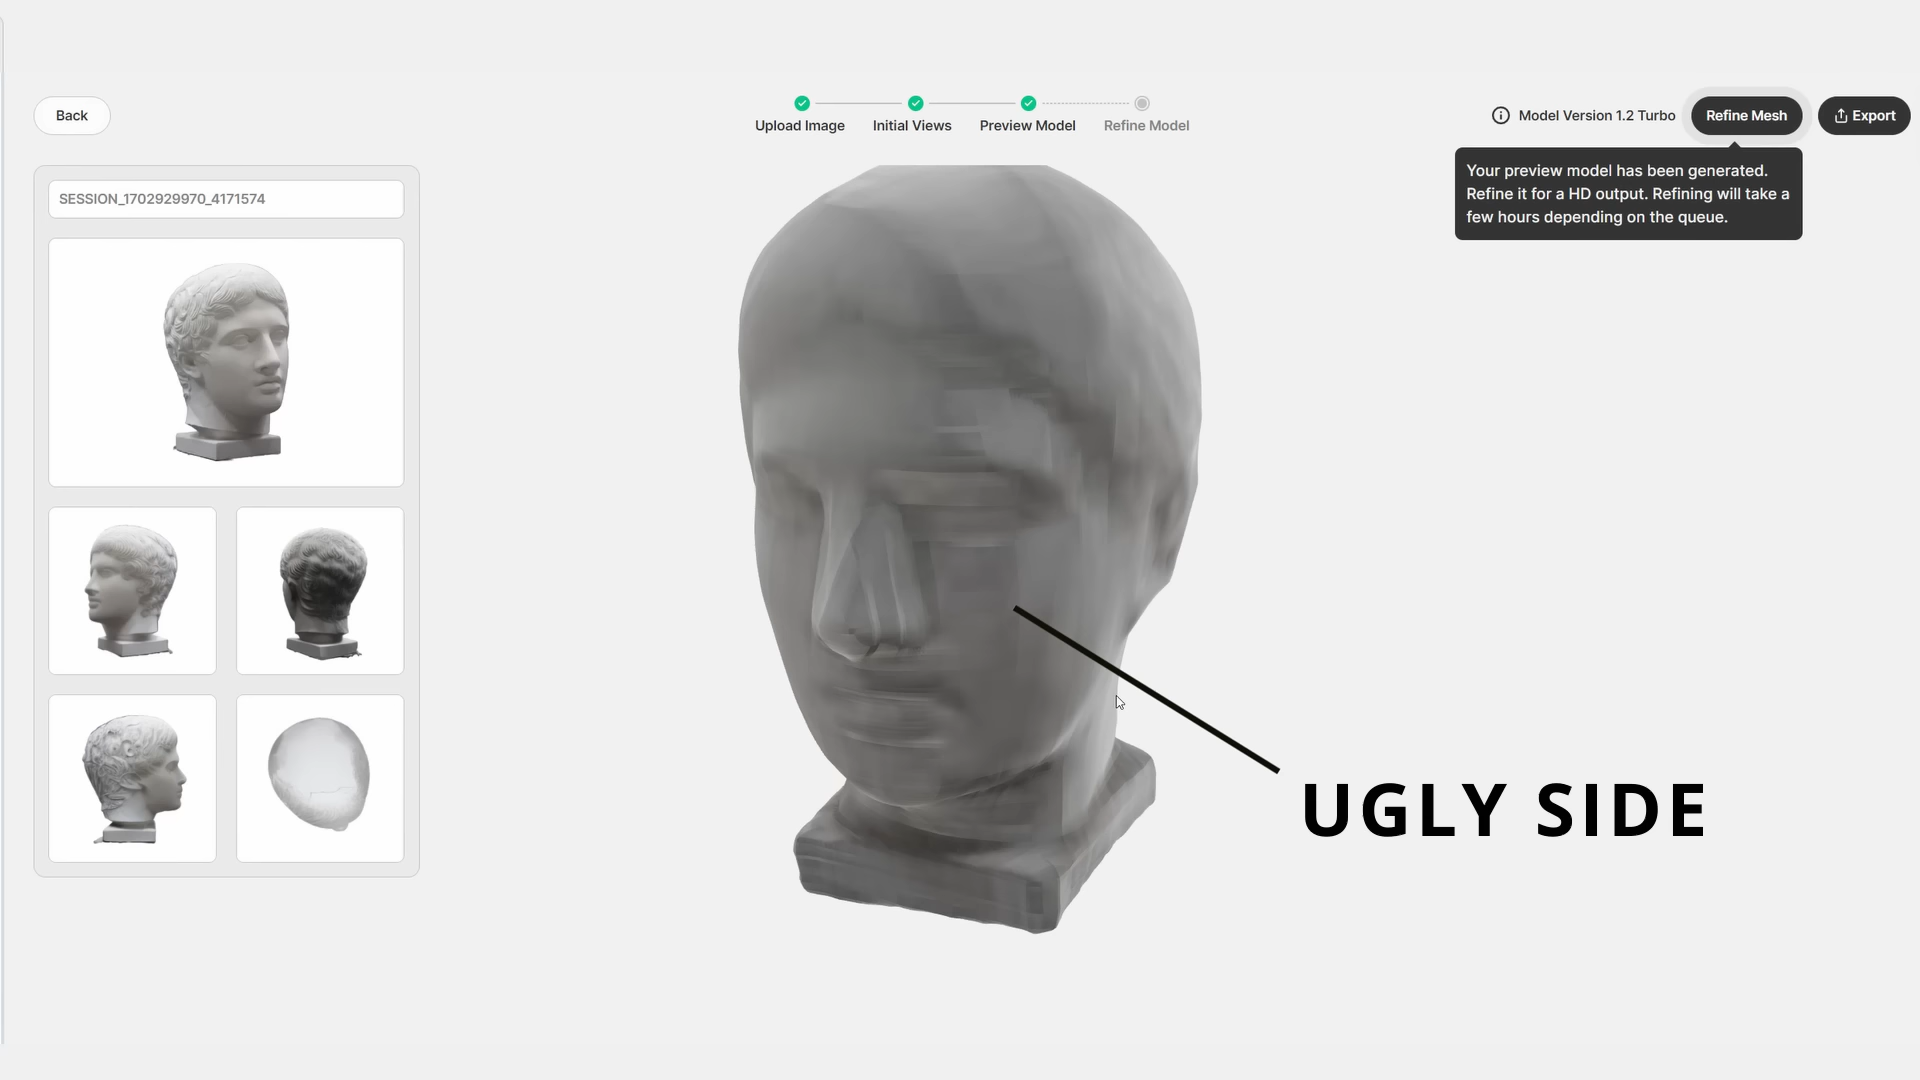 Back
Upload Image
Initial Views
Preview Model
Refine Model
Model Version 1.2 Turbo
Refine Mesh
Export
Your preview model has been generated.
Refine it for a HD output. Refining will take a
few hours depending on the queue.
SESSION_1702929970_4171574
UGLY SIDE